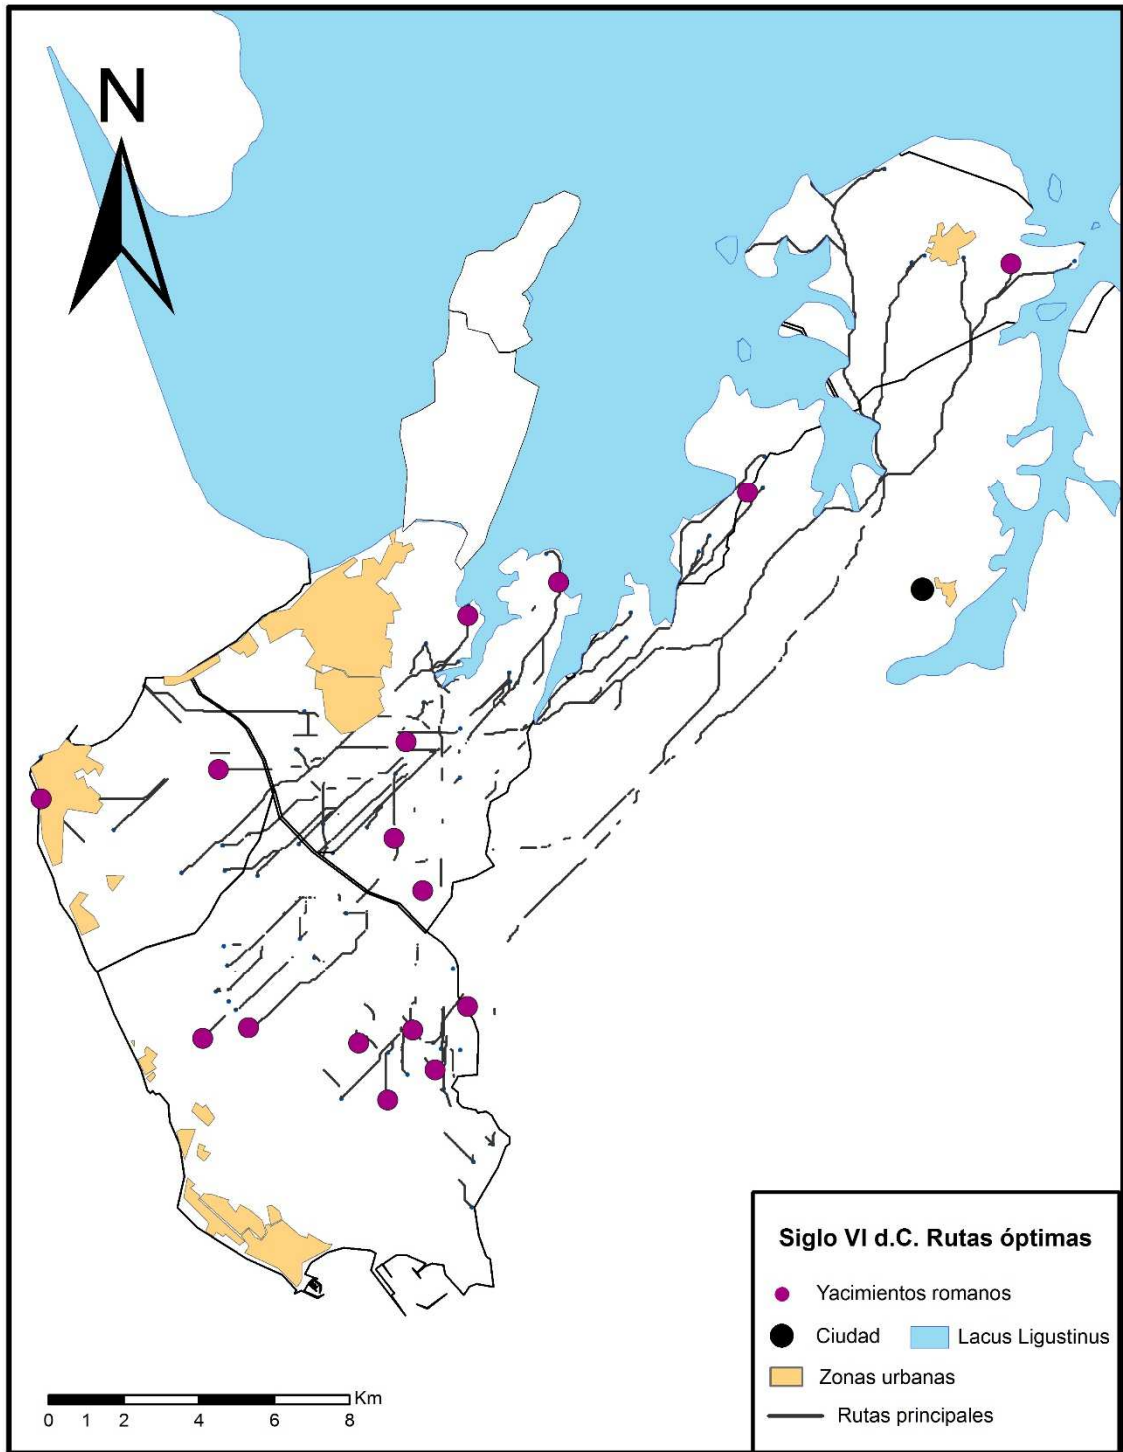 N
Km
0 1 2 4 6 8
Siglo VI d.C. Rutas óptimas
Yacimientos romanos
Ciudad Lacus Ligustinus
Zonas urbanas
Rutas principales